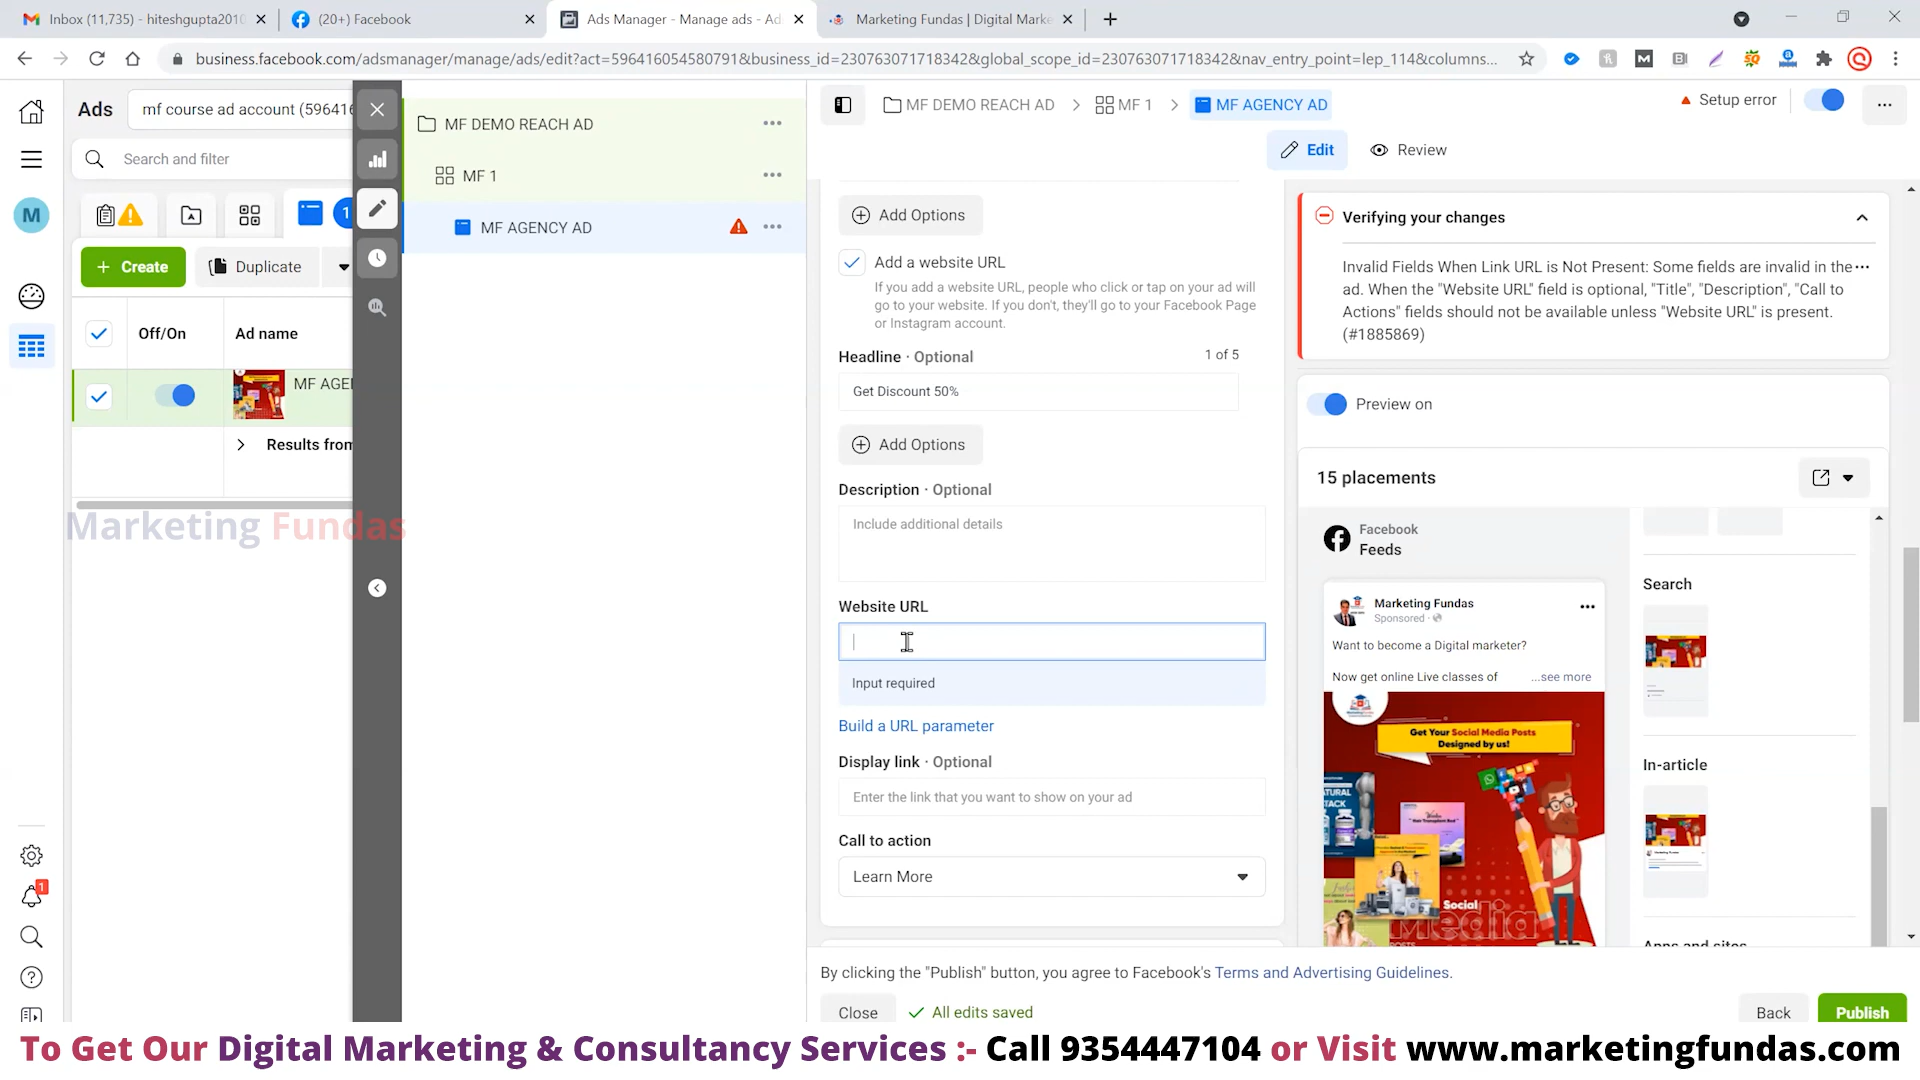 Inbox (11,735) - hiteshgupta2010
(20+) Facebook
Ads Manager - Manage ads - Ad
Marketing Fundas | Digital Marke
business.facebook.com/adsmanager/manage/ads/edit?act=596416054580791&business_id=230763071718342&global_scope_id=230763071718342&nav_entry_point=lep_114&columns...
Ads
mf course ad account (59641
Search and filter
M
1
+ Create
Duplicate
Off/On
Ad name
MF AGE
Results from
Marketing Fundas
1
MF DEMO REACH AD
MF 1
MF AGENCY AD
MF DEMO REACH AD
MF 1
MF AGENCY AD
Setup error
Edit
Review
Add Options
Add a website URL
If you add a website URL, people who click or tap on your ad will
go to your website. If you don't, they'll go to your Facebook Page
or Instagram account.
Headline · Optional
1 of 5
Get Discount 50%
Add Options
Description · Optional
Include additional details
Website URL
Input required
Build a URL parameter
Display link · Optional
Enter the link that you want to show on your ad
Call to action
Learn More
Verifying your changes
Invalid Fields When Link URL is Not Present: Some fields are invalid in the
ad. When the "Website URL" field is optional, "Title", "Description", "Call to
Actions" fields should not be available unless "Website URL" is present.
(#1885869)
Preview on
15 placements
Facebook
Feeds
Marketing Fundas
Sponsored ·
Want to become a Digital marketer?
Now get online Live classes of
...see more
MarketingFundas
Get Your Social Media Posts
Designed by us!
Social
Media
Search
In-article
Apps and sites
By clicking the "Publish" button, you agree to Facebook's Terms and Advertising Guidelines.
Close
All edits saved
Back
Publish
To Get Our Digital Marketing & Consultancy Services :- Call 9354447104 or Visit www.marketingfundas.com